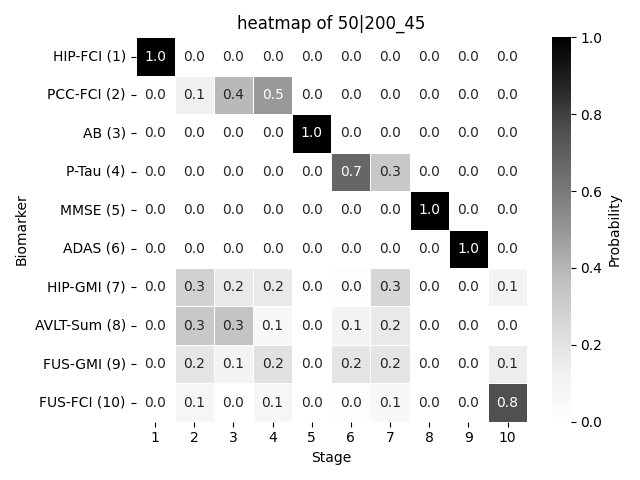 heatmap of 50|200_45
HIP-FCI (1) 1.0 0.0 0.0 0.0 0.0 0.0 0.0 0.0 0.0 0.0
PCC-FCI (2) 0.0 0.1 0.4 0.5 0.0 0.0 0.0 0.0 0.0 0.0
AB (3) 0.0 0.0 0.0 0.0 1.0 0.0 0.0 0.0 0.0 0.0
P-Tau (4) 0.0 0.0 0.0 0.0 0.0 0.7 0.3 0.0 0.0 0.0
MMSE (5) 0.0 0.0 0.0 0.0 0.0 0.0 0.0 1.0 0.0 0.0
ADAS (6) 0.0 0.0 0.0 0.0 0.0 0.0 0.0 0.0 1.0 0.0
HIP-GMI (7) 0.0 0.3 0.2 0.2 0.0 0.0 0.3 0.0 0.0 0.1
AVLT-Sum (8) 0.0 0.3 0.3 0.1 0.0 0.1 0.2 0.0 0.0 0.0
FUS-GMI (9) 0.0 0.2 0.1 0.2 0.0 0.2 0.2 0.0 0.0 0.1
FUS-FCI (10) 0.0 0.1 0.0 0.1 0.0 0.0 0.1 0.0 0.0 0.8
1 2 3 4 5 6 7 8 9 10
Stage
Biomarker
1.0
0.8
0.6
0.4
0.2
0.0
Probability